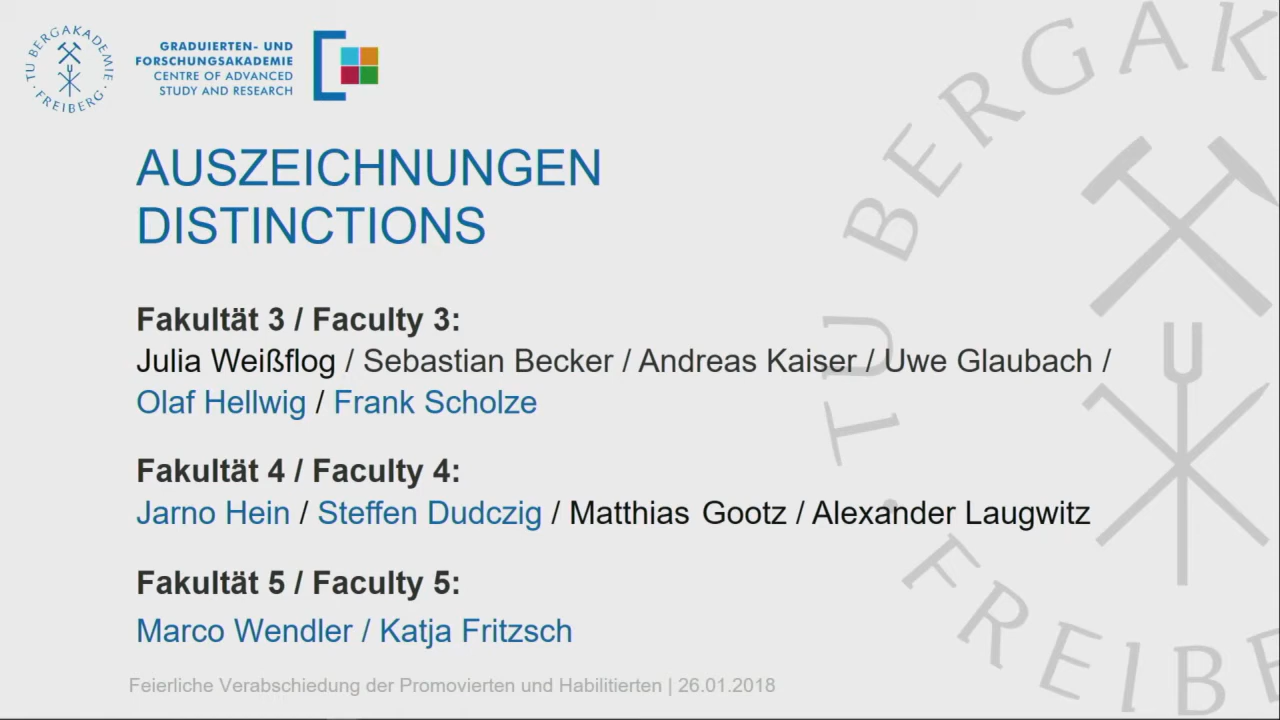 TU BERGAKADEMIE
· FREIBERG ·
GRADUIERTEN- UND
FORSCHUNGSAKADEMIE
CENTRE OF ADVANCED
STUDY AND RESEARCH
AUSZEICHNUNGEN
DISTINCTIONS
Fakultät 3 / Faculty 3:
Julia Weißflog / Sebastian Becker / Andreas Kaiser / Uwe Glaubach /
Olaf Hellwig / Frank Scholze
Fakultät 4 / Faculty 4:
Jarno Hein / Steffen Dudczig / Matthias Gootz / Alexander Laugwitz
Fakultät 5 / Faculty 5:
Marco Wendler / Katja Fritzsch
Feierliche Verabschiedung der Promovierten und Habilitierten | 26.01.2018
TU BERGAK
· FREIBE